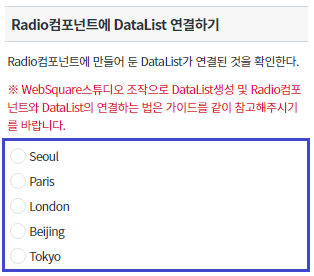 Radio컴포넌트에 DataList 연결하기
Radio컴포넌트에 만들어 둔 DataList가 연결된 것을 확인한다.
※ WebSquare스튜디오 조작으로 DataList생성 및 Radio컴포
넌트와 DataList의 연결하는 법은 가이드를 같이 참고해주시기
를 바랍니다.
Seoul
Paris
London
Beijing
Tokyo